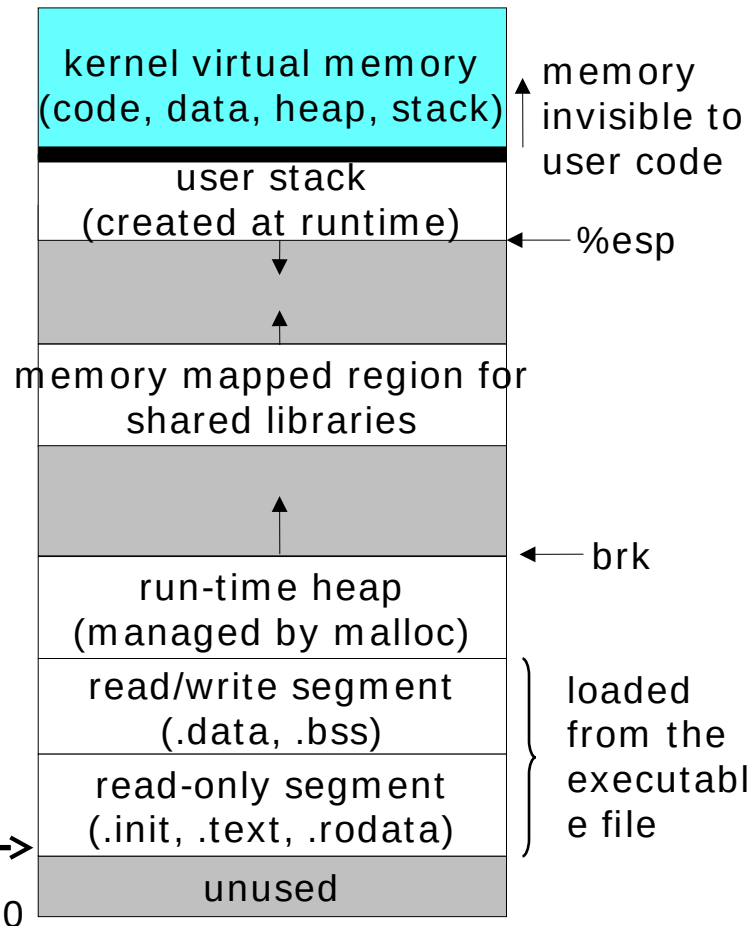 kernel virtual memory
(code, data, heap, stack)
memory
invisible to
user code
user stack
(created at runtime)
%esp
memory mapped region for
shared libraries
brk
run-time heap
(managed by malloc)
read/write segment
(.data, .bss)
loaded
from the
executabl
e file
read-only segment
(.init, .text, .rodata)
unused
0